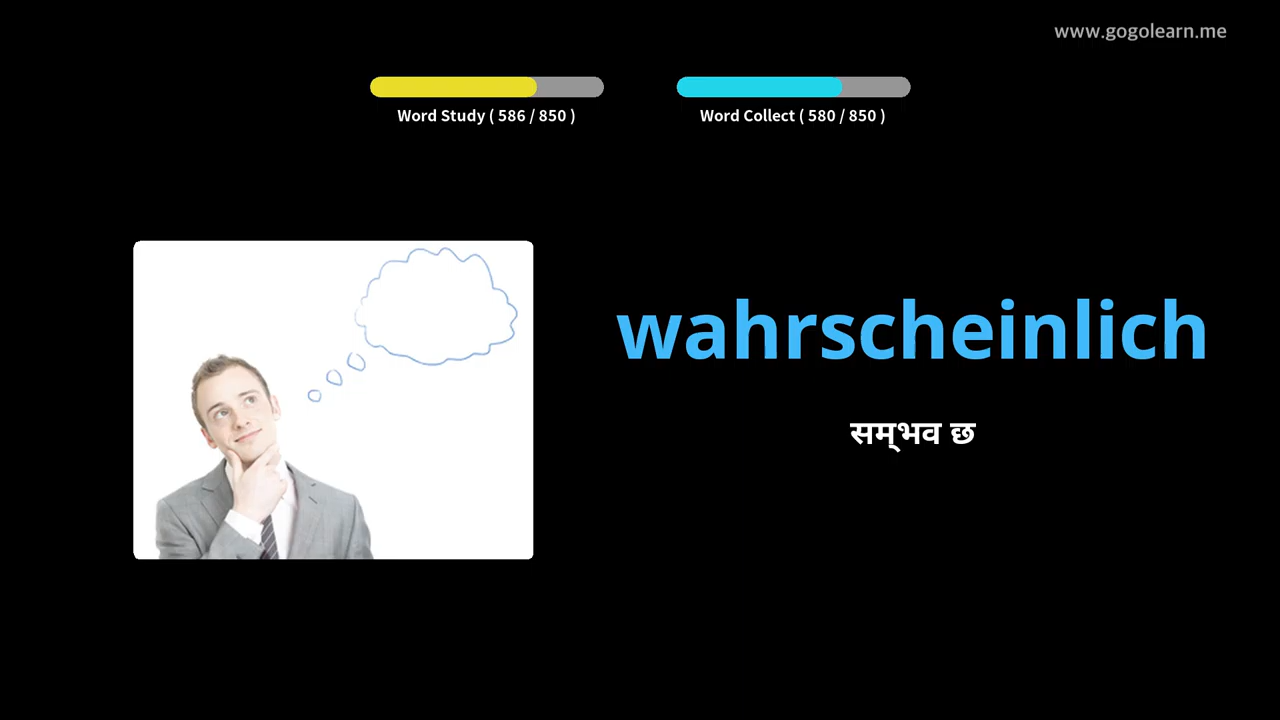 www.gogolearn.me
Word Study ( 586 / 850 )
Word Collect ( 580 / 850 )
wahrscheinlich
सम्‌भव छ